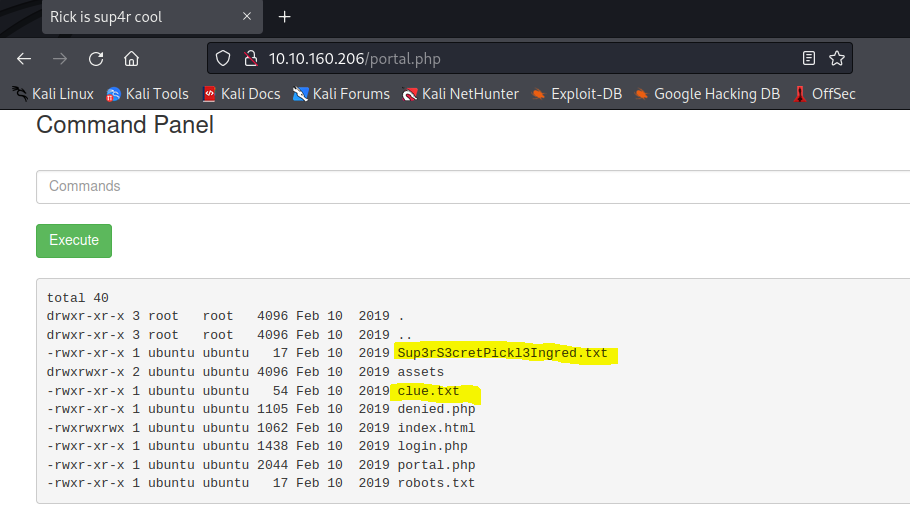 Rick is sup4r cool
10.10.160.206/portal.php
Kali Linux Kali Tools Kali Docs Kali Forums Kali NetHunter Exploit-DB Google Hacking DB OffSec
Command Panel
Commands
Execute
total 40
drwxr-xr-x 3 root   root   4096 Feb 10  2019 .
drwxr-xr-x 3 root   root   4096 Feb 10  2019 ..
-rwxr-xr-x 1 ubuntu ubuntu   17 Feb 10  2019 Sup3rS3cretPickl3Ingred.txt
drwxrwxr-x 2 ubuntu ubuntu 4096 Feb 10  2019 assets
-rwxr-xr-x 1 ubuntu ubuntu   54 Feb 10  2019 clue.txt
-rwxr-xr-x 1 ubuntu ubuntu 1105 Feb 10  2019 denied.php
-rwxrwxrwx 1 ubuntu ubuntu 1062 Feb 10  2019 index.html
-rwxr-xr-x 1 ubuntu ubuntu 1438 Feb 10  2019 login.php
-rwxr-xr-x 1 ubuntu ubuntu 2044 Feb 10  2019 portal.php
-rwxr-xr-x 1 ubuntu ubuntu   17 Feb 10  2019 robots.txt